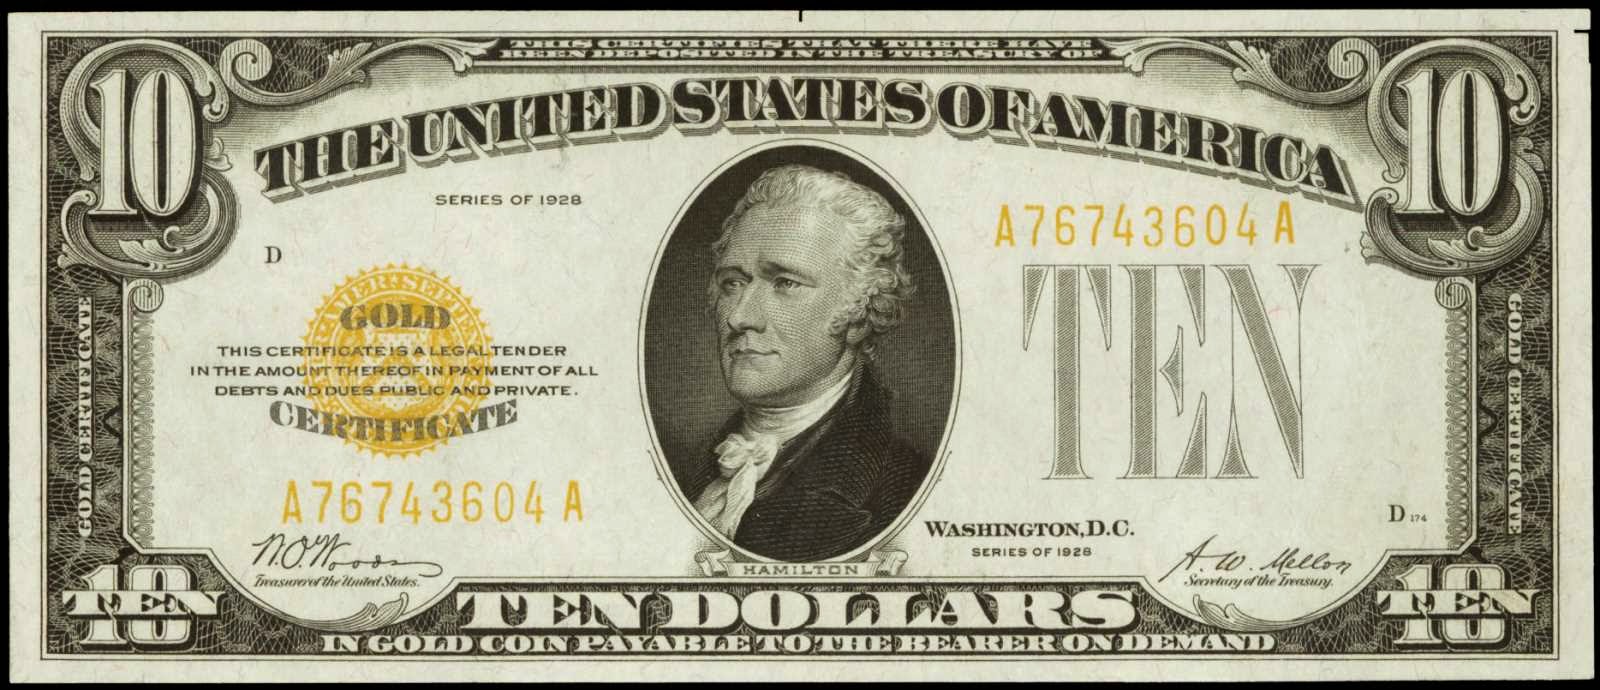 THIS CERTIFIES THAT THERE HAVE
BEEN DEPOSITED IN THE TREASURY OF
10
10
THE UNITED STATES OF AMERICA
SERIES OF 1928
A76743604A
D
TEN
GOLD
THIS CERTIFICATE IS A LEGAL TENDER
IN THE AMOUNT THEREOF IN PAYMENT OF ALL
DEBTS AND DUES PUBLIC AND PRIVATE.
CERTIFICATE
GOLD CERTIFICATE
GOLD CERTIFICATE
A76743604A
D 174
WASHINGTON, D.C.
SERIES OF 1928
W.O. Woods
Treasurer of the United States.
HAMILTON
A. W. Mellon
Secretary of the Treasury.
10
TEN
TEN DOLLARS
10
TEN
IN GOLD COIN PAYABLE TO THE BEARER ON DEMAND